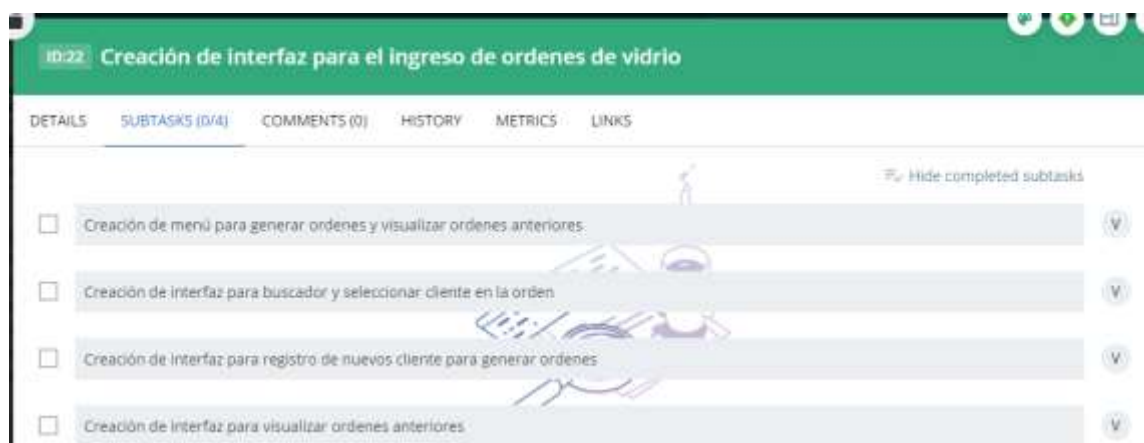 ID:22 Creación de interfaz para el ingreso de ordenes de vidrio
DETAILS SUBTASKS (0/4) COMMENTS (0) HISTORY METRICS LINKS
Hide completed subtasks
Creación de menú para generar ordenes y visualizar ordenes anteriores
V
Creación de interfaz para buscador y seleccionar cliente en la orden
V
Creación de interfaz para registro de nuevos cliente para generar ordenes
V
Creación de interfaz para visualizar ordenes anteriores
V